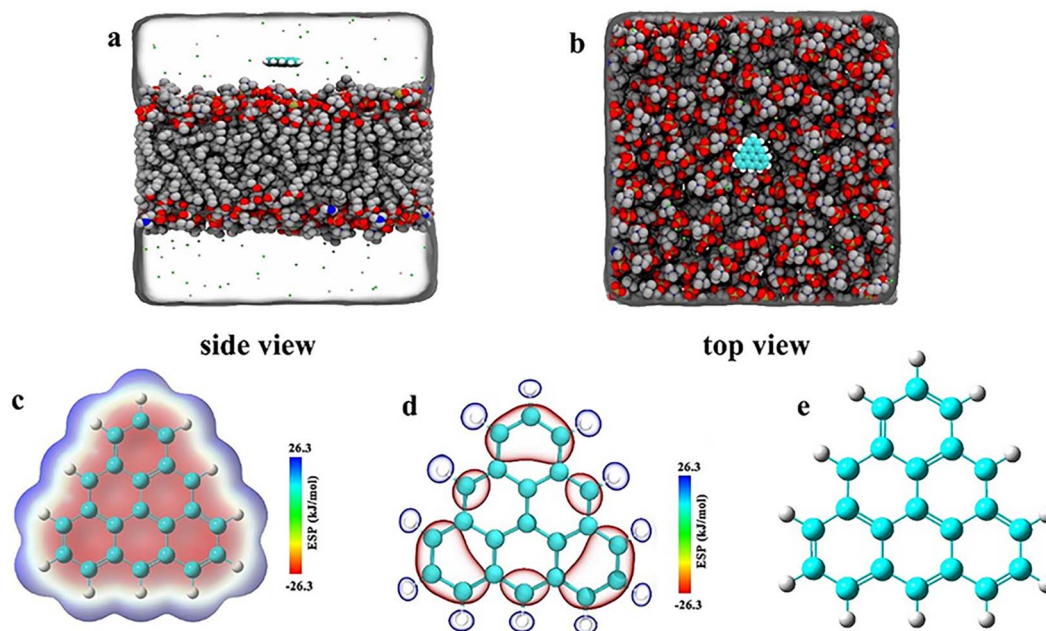 a
b
side view
top view
c
26.3
ESP (kJ/mol)
-26.3
d
26.3
ESP (kJ/mol)
-26.3
e